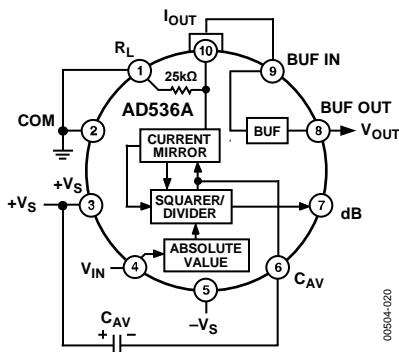 IOUT
RL
10
BUF IN
1
25kΩ
9
AD536A
BUF OUT
COM
2
CURRENT
MIRROR
BUF
8
VOUT
+VS
+VS
3
SQUARER/
DIVIDER
7
dB
VIN
4
ABSOLUTE
VALUE
6
CAV
5
–VS
CAV
+
–
00504-020